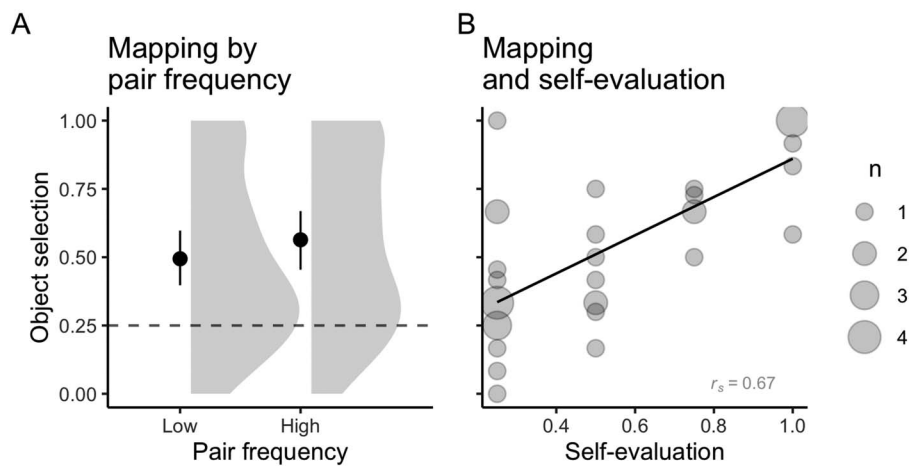 A
Mapping by
pair frequency
Object selection
1.00
0.75
0.50
0.25
0.00
Low
High
Pair frequency
B
Mapping
and self-evaluation
r_s = 0.67
0.4
0.6
0.8
1.0
Self-evaluation
n
1
2
3
4